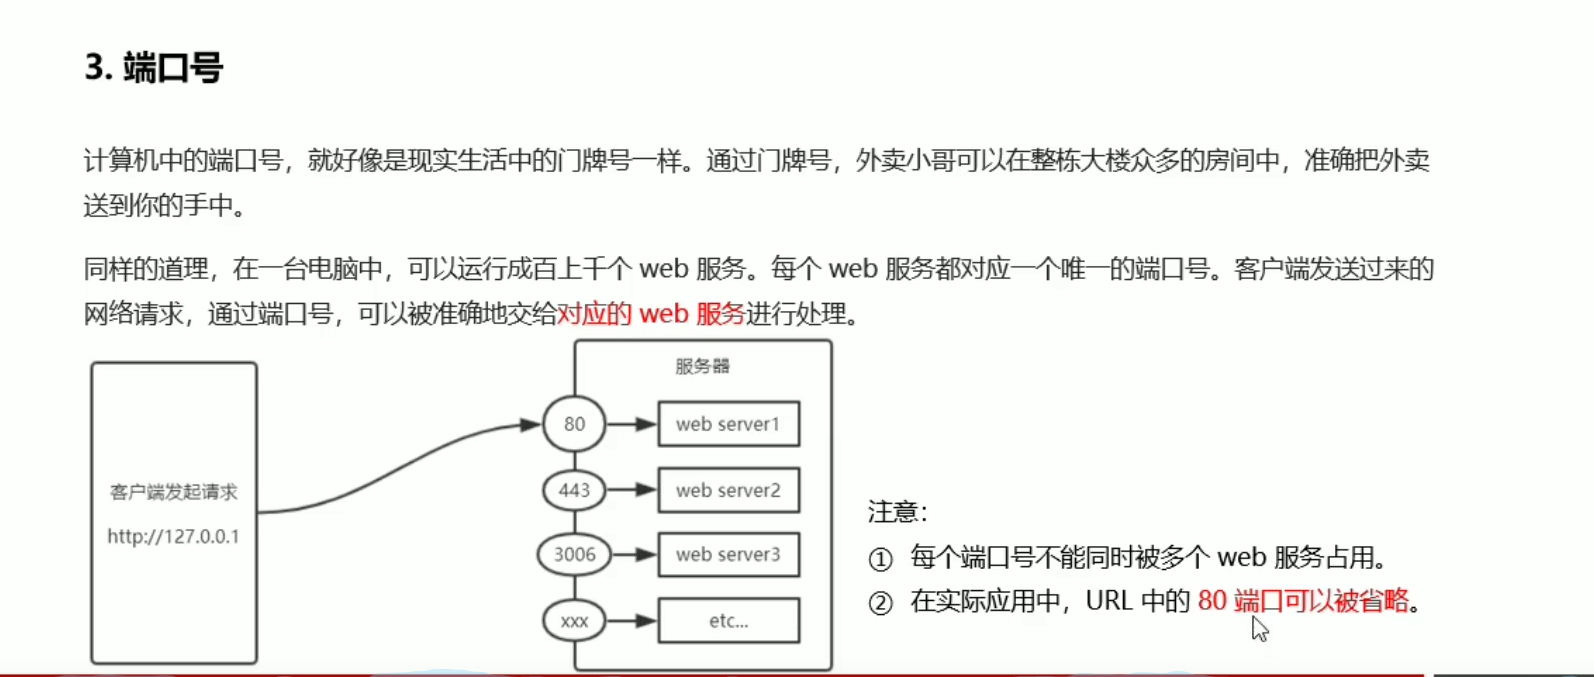 3. 端口号
计算机中的端口号，就好像是现实生活中的门牌号一样。通过门牌号，外卖小哥可以在整栋大楼众多的房间中，准确把外卖
送到你的手中。
同样的道理，在一台电脑中，可以运行成百上千个 web 服务。每个 web 服务都对应一个唯一的端口号。客户端发送过来的
网络请求，通过端口号，可以被准确地交给对应的 web 服务进行处理。
客户端发起请求
http://127.0.0.1
服务器
80
web server1
443
web server2
3006
web server3
xxx
etc...
注意：
① 每个端口号不能同时被多个 web 服务占用。
② 在实际应用中，URL 中的 80 端口可以被省略。